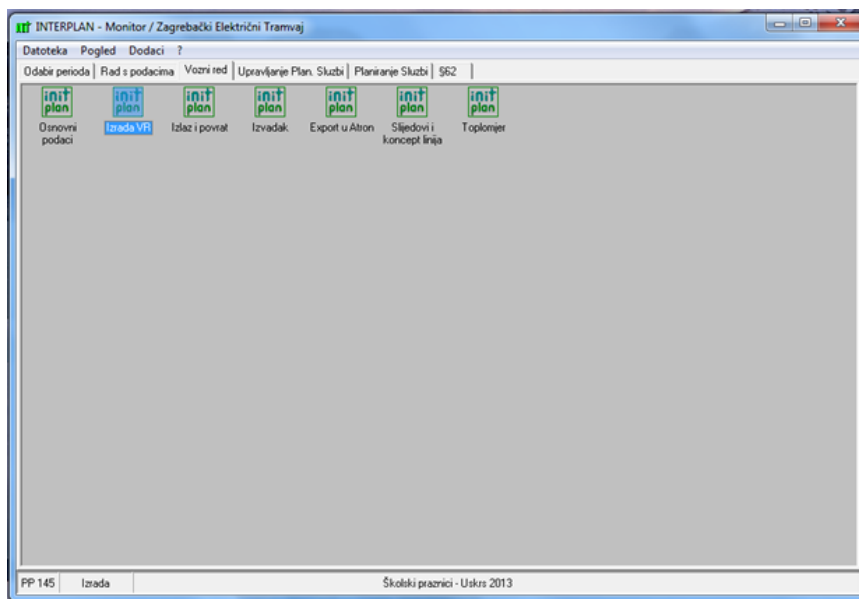 INTERPLAN - Monitor / Zagrebački Električni Tramvaj
Datoteka Pogled Dodaci ?
Odabir perioda Rad s podacima Vozni red Upravljanje Plan. Sluzbi Planiranje Sluzbi §62
init plan init plan init plan init plan init plan init plan init plan
Osnovni podaci Izrada VR Izlaz i povrat Izvadak Export u Atron Slijedovi i koncept linija Toplomjer
PP 145 Izrada Školski praznici - Uskrs 2013